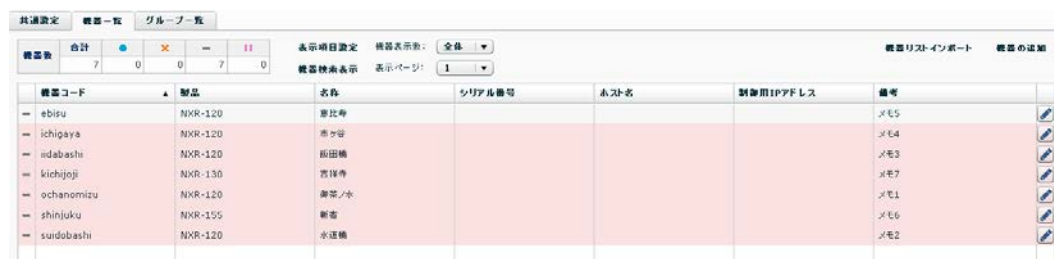 共通設定 機器一覧 グループ一覧
機器数 合計 ● × − II 表示項目設定 機器表示数: 全体 ▼ 機器リストインポート 機器の追加
7 0 0 7 0 機器検索表示 表示ページ: 1 ▼
機器コード ▲ 製品 名称 シリアル番号 ホスト名 制御用IPアドレス 備考
− ebisu NXR-120 恵比寿 メモ5
− ichigaya NXR-120 市ヶ谷 メモ4
− iidabashi NXR-120 飯田橋 メモ3
− kichijoji NXR-130 吉祥寺 メモ7
− ochanomizu NXR-120 御茶ノ水 メモ1
− shinjuku NXR-155 新宿 メモ6
− suidobashi NXR-120 水道橋 メモ2